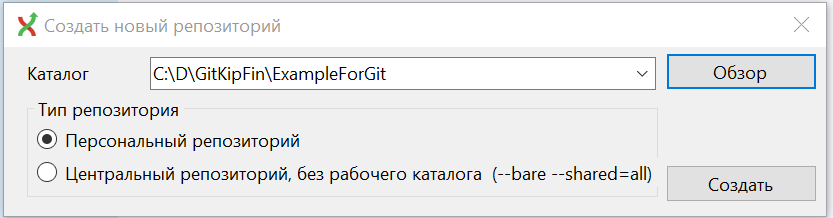 Создать новый репозиторий
Каталог C:\D\GitKipFin\ExampleForGit Обзор
Тип репозитория
Персональный репозиторий
Центральный репозиторий, без рабочего каталога (--bare --shared=all)
Создать